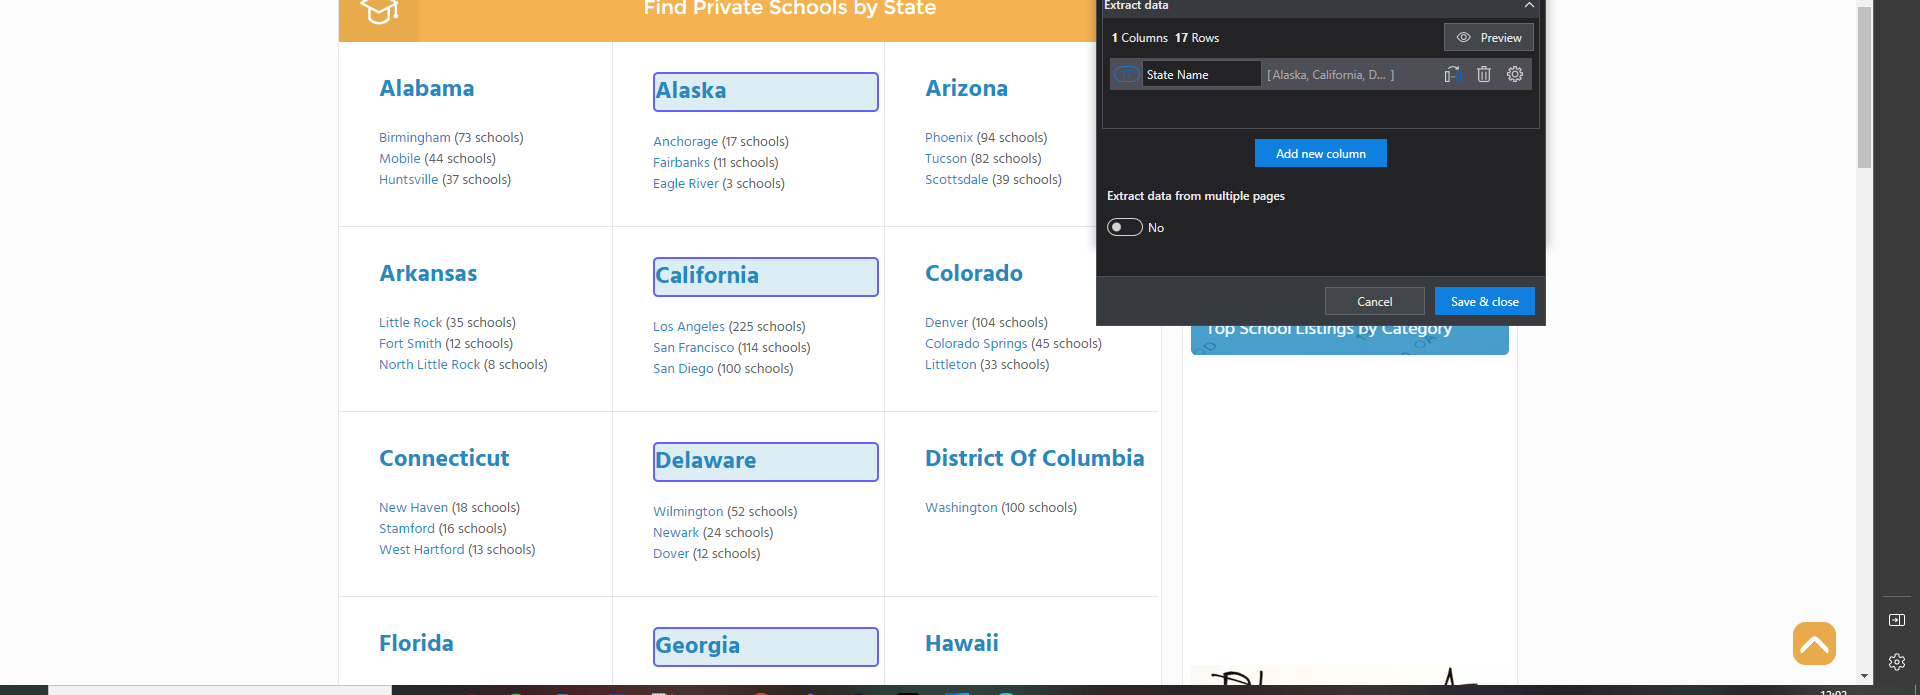 Find Private Schools by State
Alabama
Birmingham (73 schools)
Mobile (44 schools)
Huntsville (37 schools)
Alaska
Anchorage (17 schools)
Fairbanks (11 schools)
Eagle River (3 schools)
Arizona
Phoenix (94 schools)
Tucson (82 schools)
Scottsdale (39 schools)
Arkansas
Little Rock (35 schools)
Fort Smith (12 schools)
North Little Rock (8 schools)
California
Los Angeles (225 schools)
San Francisco (114 schools)
San Diego (100 schools)
Colorado
Denver (104 schools)
Colorado Springs (45 schools)
Littleton (33 schools)
Connecticut
New Haven (18 schools)
Stamford (16 schools)
West Hartford (13 schools)
Delaware
Wilmington (52 schools)
Newark (24 schools)
Dover (12 schools)
District Of Columbia
Washington (100 schools)
Florida
Georgia
Hawaii
Extract data
1 Columns 17 Rows
Preview
17 State Name [Alaska, California, D... ]
Add new column
Extract data from multiple pages
No
Cancel
Save & close
Top School Listings by Category